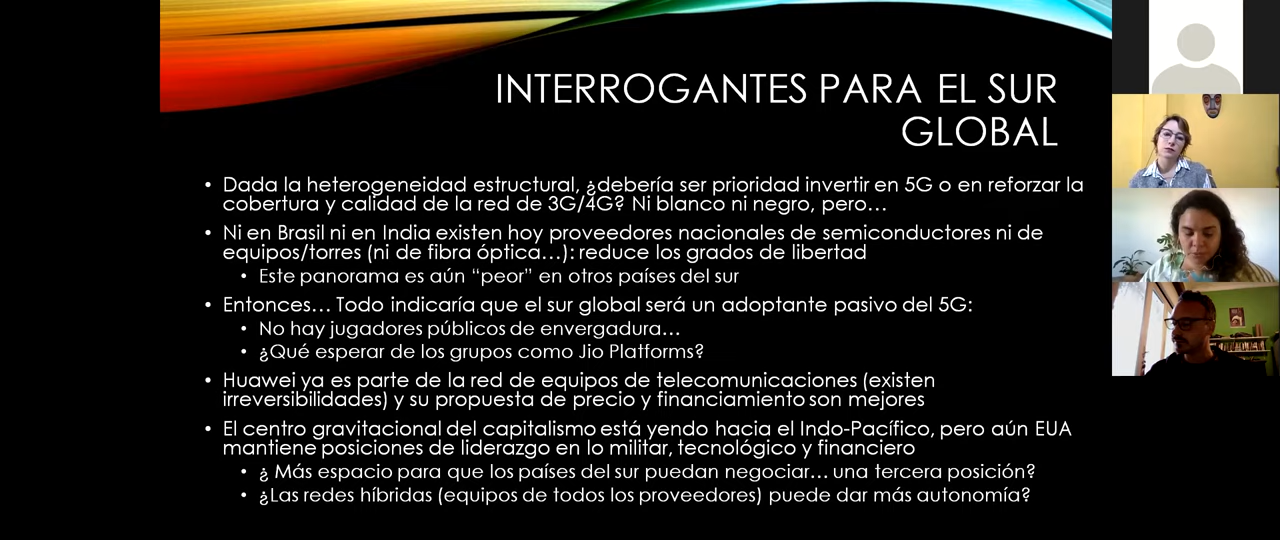 INTERROGANTES PARA EL SUR
GLOBAL
• Dada la heterogeneidad estructural, ¿debería ser prioridad invertir en 5G o en reforzar la
cobertura y calidad de la red de 3G/4G? Ni blanco ni negro, pero…
• Ni en Brasil ni en India existen hoy proveedores nacionales de semiconductores ni de
equipos/torres (ni de fibra óptica…): reduce los grados de libertad
• Este panorama es aún “peor” en otros países del sur
• Entonces… Todo indicaría que el sur global será un adoptante pasivo del 5G:
• No hay jugadores públicos de envergadura…
• ¿Qué esperar de los grupos como Jio Platforms?
• Huawei ya es parte de la red de equipos de telecomunicaciones (existen
irreversibilidades) y su propuesta de precio y financiamiento son mejores
• El centro gravitacional del capitalismo está yendo hacia el Indo-Pacífico, pero aún EUA
mantiene posiciones de liderazgo en lo militar, tecnológico y financiero
• ¿ Más espacio para que los países del sur puedan negociar… una tercera posición?
• ¿Las redes híbridas (equipos de todos los proveedores) puede dar más autonomía?